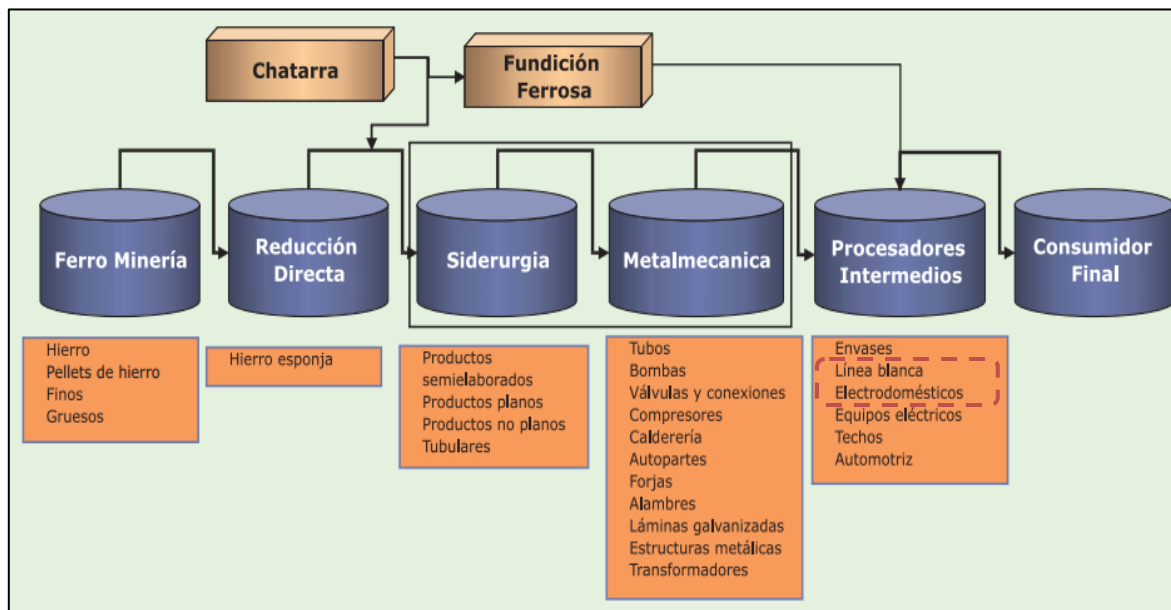 Chatarra
Fundición
Ferrosa
Ferro Minería
Reducción
Directa
Siderurgia
Metalmecanica
Procesadores
Intermedios
Consumidor
Final
Hierro
Pellets de hierro
Finos
Gruesos
Hierro esponja
Productos
semielaborados
Productos planos
Productos no planos
Tubulares
Tubos
Bombas
Válvulas y conexiones
Compresores
Calderería
Autopartes
Forjas
Alambres
Láminas galvanizadas
Estructuras metálicas
Transformadores
Envases
Línea blanca
Electrodomésticos
Equipos eléctricos
Techos
Automotriz